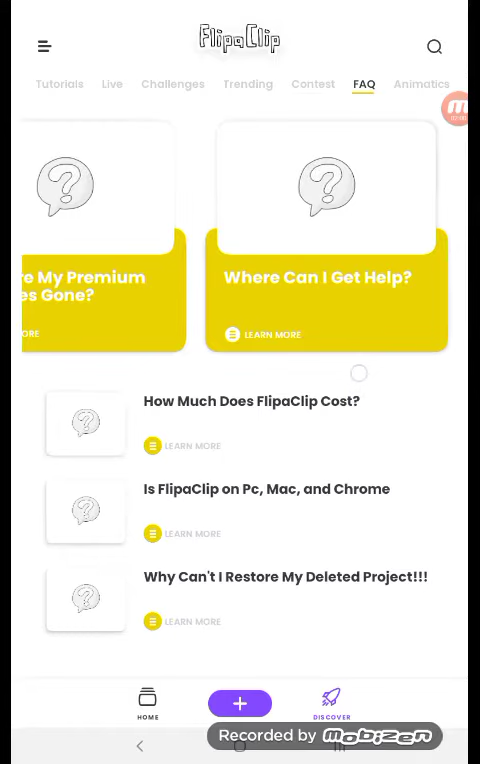 FlipaClip
Tutorials Live Challenges Trending Contest FAQ Animatics
re My Premium
es Gone?
ORE
Where Can I Get Help?
LEARN MORE
How Much Does FlipaClip Cost?
LEARN MORE
Is FlipaClip on Pc, Mac, and Chrome
LEARN MORE
Why Can't I Restore My Deleted Project!!!
LEARN MORE
HOME
DISCOVER
Recorded by Mobizen